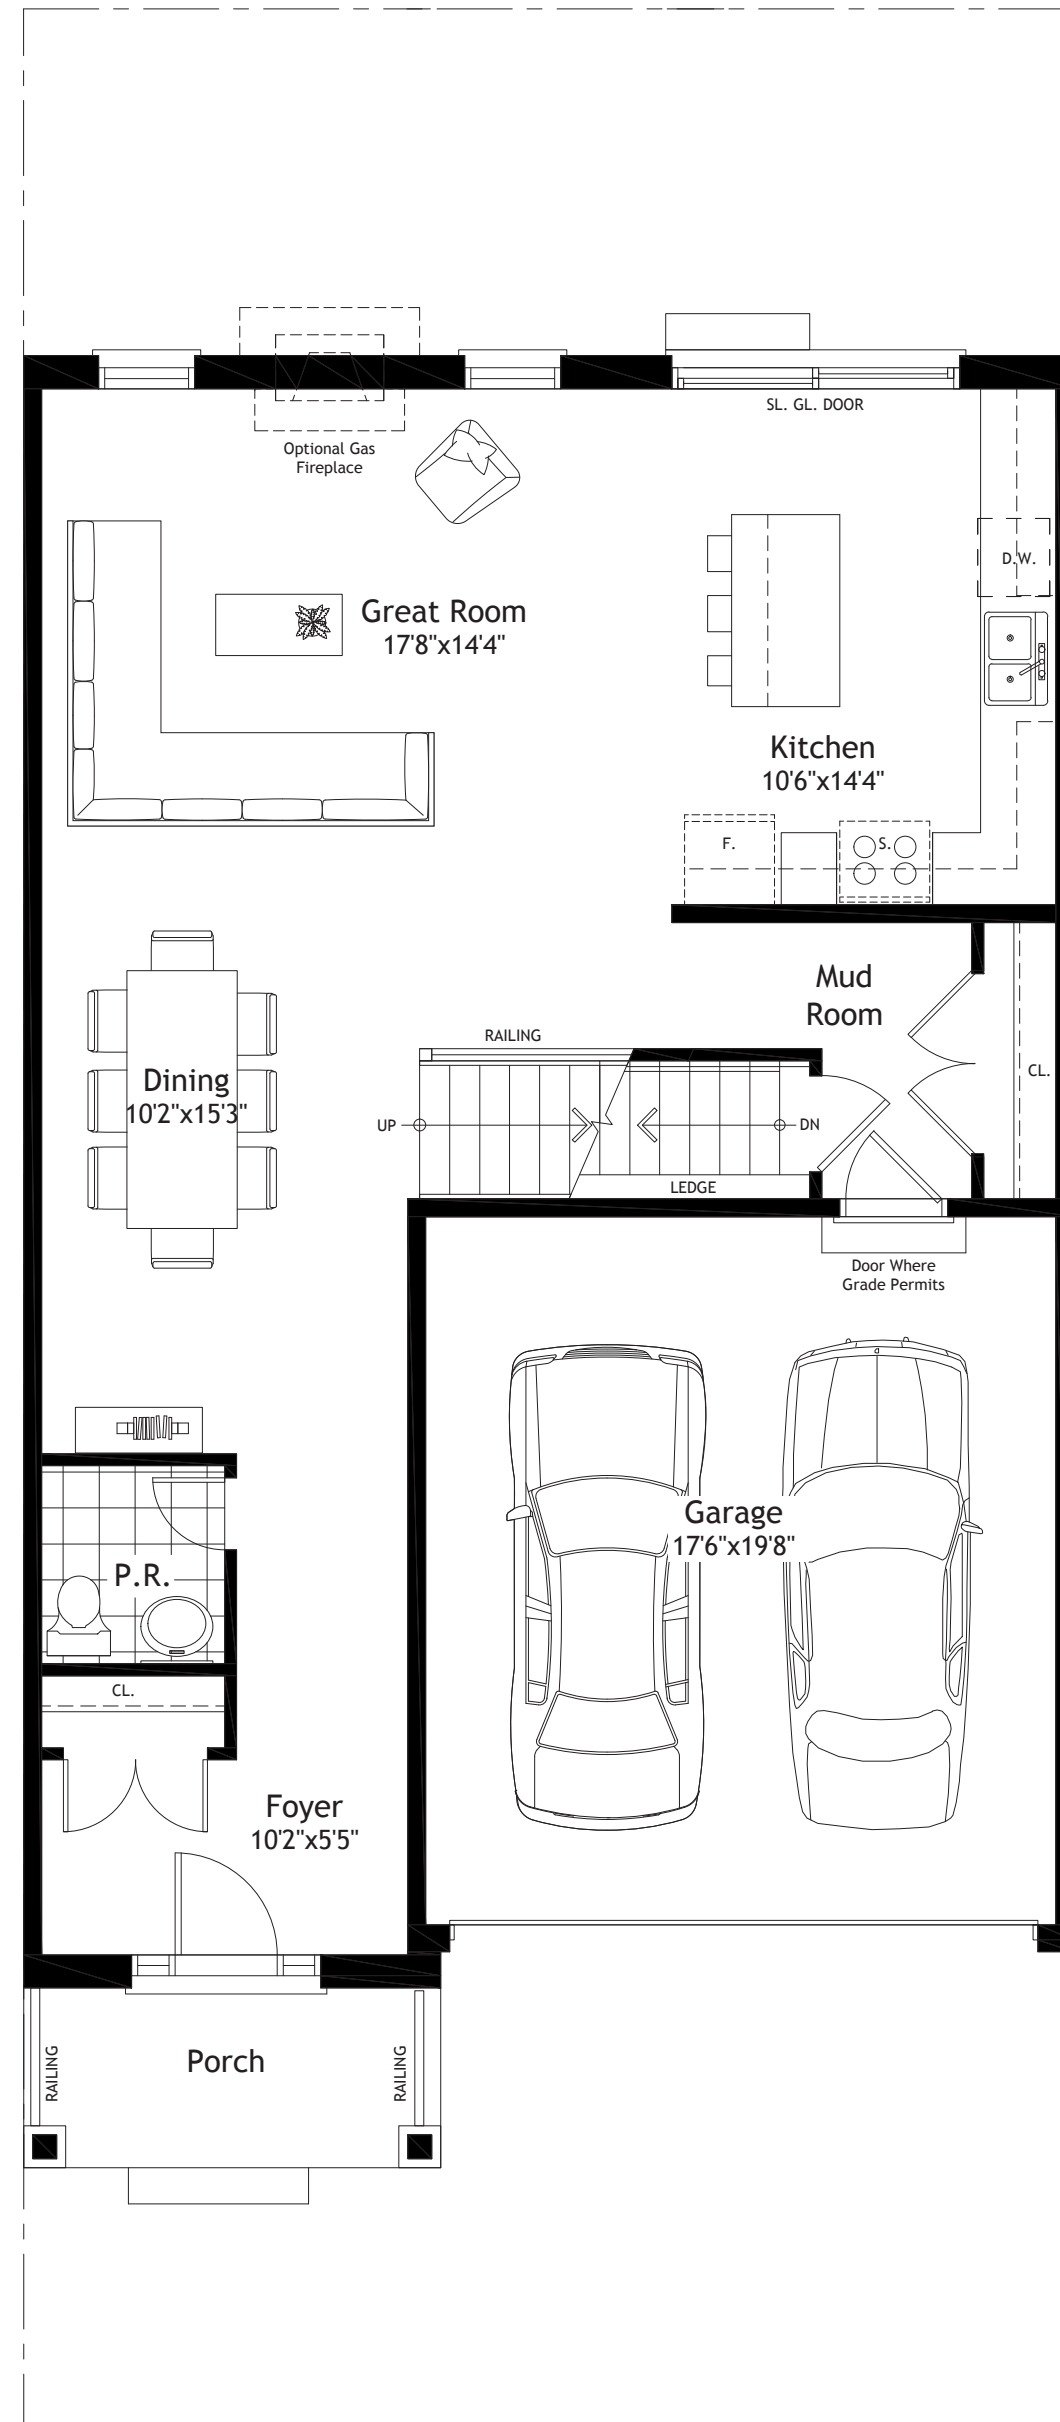 SL. GL. DOOR
Optional Gas
Fireplace
D.W.
Great Room
17'8"x14'4"
Kitchen
10'6"x14'4"
F.
S.
Mud
Room
RAILING
CL.
Dining
10'2"x15'3"
UP
DN
LEDGE
Door Where
Grade Permits
Garage
17'6"x19'8"
P.R.
CL.
Foyer
10'2"x5'5"
Porch
RAILING
RAILING